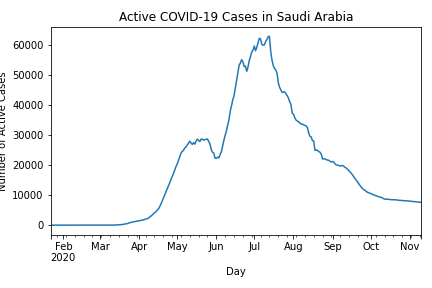 Active COVID-19 Cases in Saudi Arabia
Number of Active Cases
60000
50000
40000
30000
20000
10000
0
Feb Mar Apr May Jun Jul Aug Sep Oct Nov
2020
Day